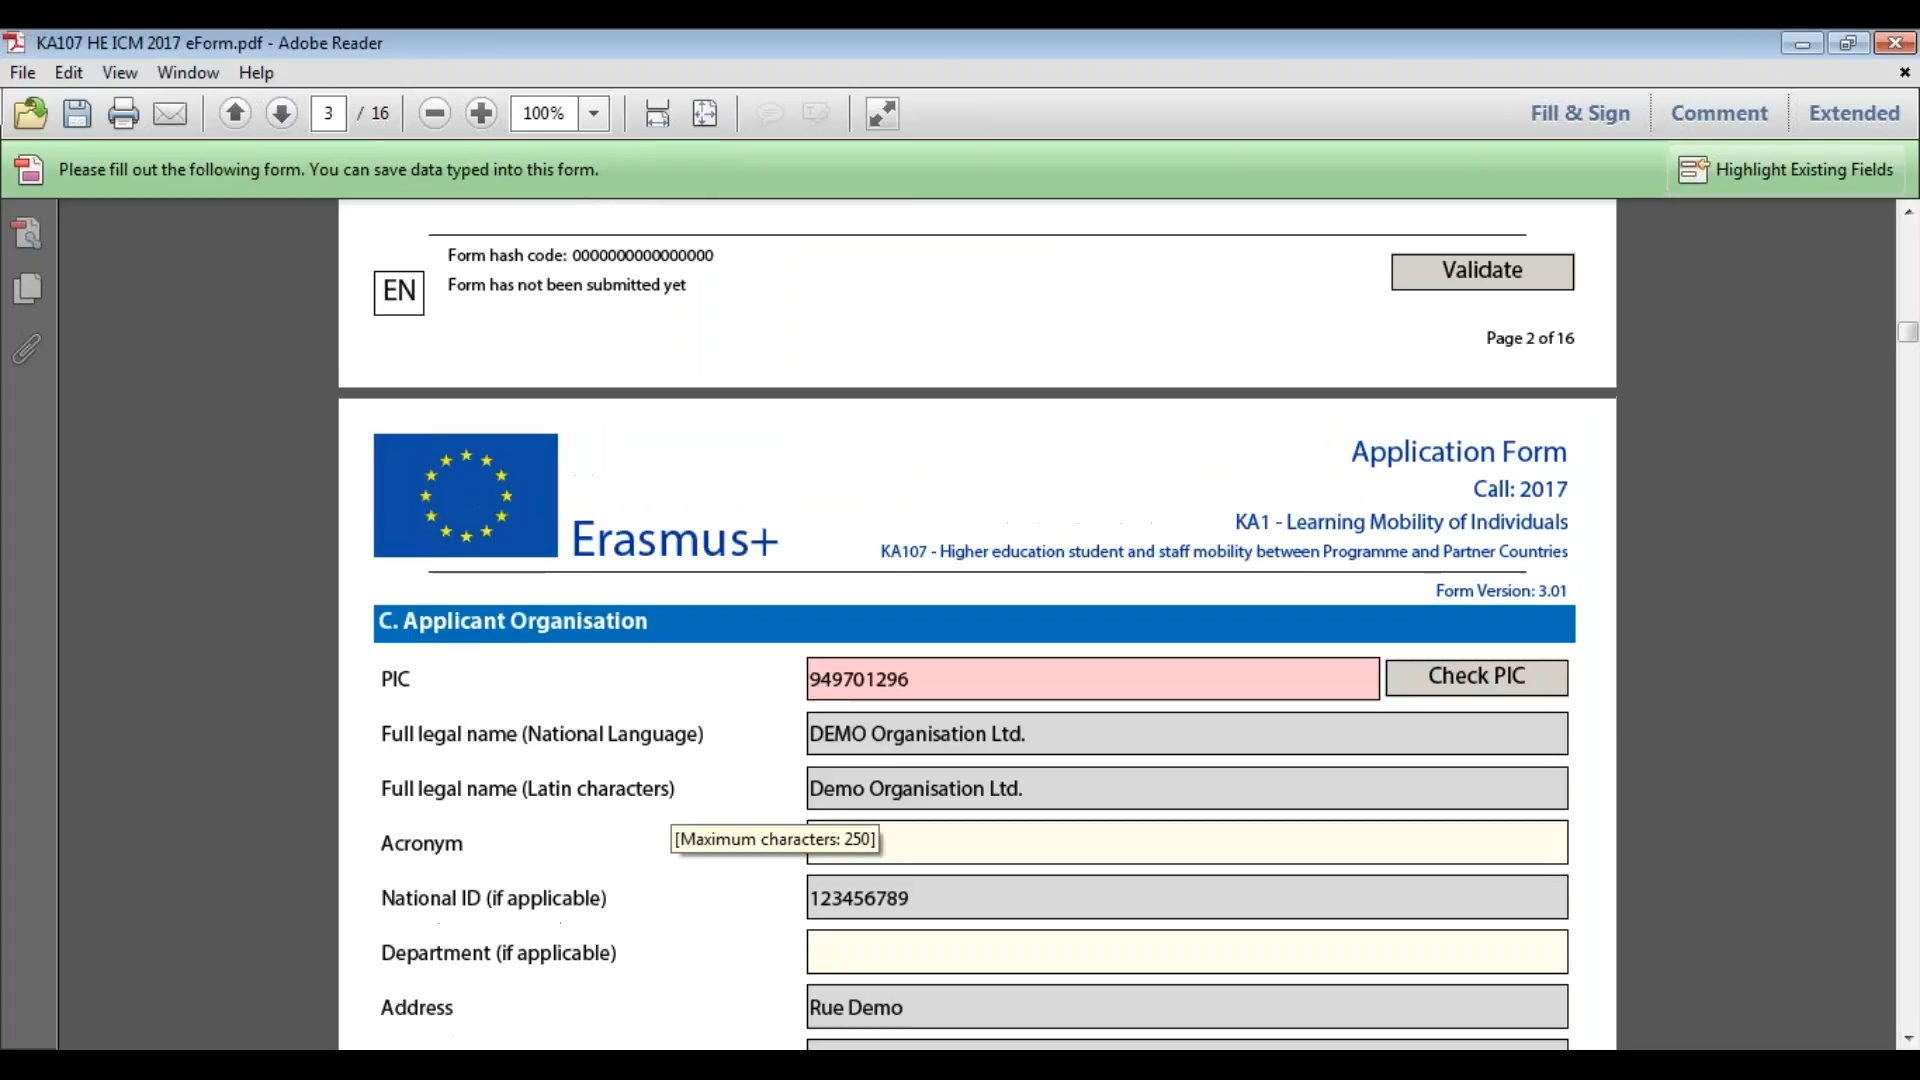 KA107 HE ICM 2017 eForm.pdf - Adobe Reader
File Edit View Window Help
3 / 16 100% Fill & Sign Comment Extended
Please fill out the following form. You can save data typed into this form. Highlight Existing Fields
Form hash code: 0000000000000000
Validate
EN
Form has not been submitted yet
Page 2 of 16
Application Form
Call: 2017
KA1 - Learning Mobility of Individuals
Erasmus+
KA107 - Higher education student and staff mobility between Programme and Partner Countries
Form Version: 3.01
C. Applicant Organisation
PIC 949701296 Check PIC
Full legal name (National Language) DEMO Organisation Ltd.
Full legal name (Latin characters) Demo Organisation Ltd.
Acronym [Maximum characters: 250]
National ID (if applicable) 123456789
Department (if applicable)
Address Rue Demo